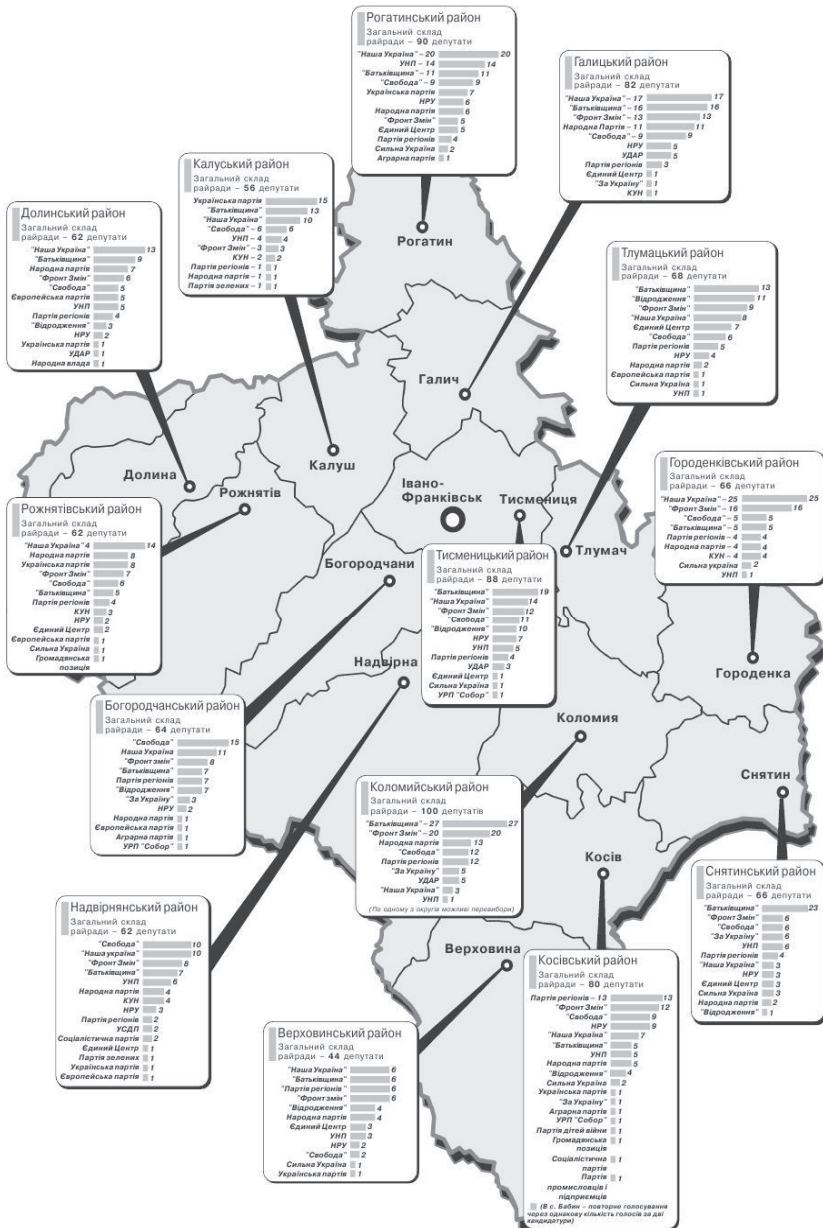 Рогатинський район
Загальний склад
райради – 90 депутати
"Наша Україна" – 20 20
УНП – 14 14
"Батьківщина" – 11 11
"Свобода" – 9 9
Українська партія 7
НРУ 6
Народна партія 6
"Фронт Змін" 5
Єдиний Центр 5
Партія регіонів 4
Сильна Україна 2
Аграрна партія 1
Галицький район
Загальний склад
райради – 82 депутати
"Наша Україна" – 17 17
"Батьківщина" – 16 16
"Фронт Змін" – 13 13
Народна Партія – 11 11
"Свобода" – 9 9
НРУ 5
УДАР 5
Партія регіонів 3
Єдиний Центр 1
"За Україну" 1
КУН 1
Калуський район
Загальний склад
райради – 56 депутати
Українська партія 15
"Батьківщина" 13
"Наша Україна" 10
"Свобода" – 6 6
УНП – 4 4
"Фронт Змін" – 3 3
КУН – 2 2
Партія регіонів – 1 1
Народна партія – 1 1
Партія зелених – 1 1
Долинський район
Загальний склад
райради – 62 депутати
"Наша Україна" 13
"Батьківщина" 9
Народна партія 7
"Фронт Змін" 6
"Свобода" 5
Європейська партія 5
УНП 5
Партія регіонів 4
"Відродження" 3
НРУ 2
Українська партія 1
УДАР 1
Народна влада 1
Тлумацький район
Загальний склад
райради – 68 депутати
"Батьківщина" 13
"Відродження" 11
"Фронт Змін" 9
"Наша Україна" 8
Єдиний Центр 7
"Свобода" 6
Партія регіонів 5
НРУ 4
Народна партія 2
Європейська партія 1
Сильна Україна 1
УНП 1
Рогатин
Галич
Калуш
Долина
Рожнятів
Івано-
Франківськ
Тисмениця
Тлумач
Богородчани
Надвірна
Городенка
Коломия
Снятин
Косів
Верховина
Городенківський район
Загальний склад
райради – 66 депутати
"Наша Україна" – 25 25
"Фронт Змін" – 16 16
"Свобода" – 5 5
"Батьківщина" – 5 5
Партія регіонів – 4 4
Народна партія – 4 4
КУН – 4 4
Сильна україна 2
УНП 1
Рожнятівський район
Загальний склад
райради – 62 депутати
"Наша Україна" 4 14
Народна партія 8
Українська партія 8
"Фронт Змін" 7
"Свобода" 6
"Батьківщина" 5
Партія регіонів 4
КУН 3
НРУ 2
Єдиний Центр 2
Європейська партія 1
Сильна Україна 1
Громадянська 1
позиція
Тисменицький район
Загальний склад
райради – 88 депутати
"Батьківщина" 19
"Наша Україна" 14
"Фронт Змін" 12
"Свобода" 11
"Відродження" 10
НРУ 7
УНП 5
Партія регіонів 4
УДАР 3
Єдиний Центр 1
Сильна Україна 1
УРП "Собор" 1
Богородчанський район
Загальний склад
райради – 64 депутати
"Свобода" 15
Наша Україна 11
"Фронт змін" 8
"Батьківщина" 7
Партія регіонів 7
"Відродження" 7
"За Україну" 3
НРУ 2
Народна партія 1
Європейська партія 1
Аграрна партія 1
УРП "Собор" 1
Коломийський район
Загальний склад
райради – 100 депутатів
"Батьківщина" – 27 27
"Фронт Змін" – 20 20
Народна партія 13
"Свобода" 12
Партія регіонів 12
"За Україну" 5
УДАР 5
"Наша Україна" 3
УНП 1
(По одному з округів можливі перевибори)
Снятинський район
Загальний склад
райради – 66 депутати
"Батьківщина" 23
"Фронт Змін" 6
"Свобода" 6
"За Україну" 6
УНП 6
Партія регіонів 4
"Наша Україна" 3
НРУ 3
Єдиний Центр 3
Сильна Україна 3
Народна партія 2
"Відродження" 1
Надвірнянський район
Загальний склад
райради – 62 депутати
"Свобода" 10
"Наша україна" 10
"Фронт Змін" 8
"Батьківщина" 7
УНП 6
Народна партія 4
КУН 4
НРУ 3
Партія регіонів 2
УСДП 2
Соціалістична партія 2
Єдиний Центр 1
Партія зелених 1
Українська партія 1
Європейська партія 1
Верховинський район
Загальний склад
райради – 44 депутати
"Наша Україна" 6
"Батьківщина" 6
"Партія регіонів" 6
"Фронт змін" 6
"Відродження" 4
Народна партія 4
Єдиний Центр 3
УНП 3
НРУ 2
"Свобода" 2
Сильна Україна 1
Українська партія 1
Косівський район
Загальний склад
райради – 80 депутати
Партія регіонів – 13 13
"Фронт Змін" 12
"Свобода" 9
НРУ 9
"Наша Україна" 7
"Батьківщина" 5
УНП 5
Народна партія 5
"Відродження" 4
Сильна Україна 2
Українська партія 1
"За Україну" 1
Аграрна партія 1
УРП "Собор" 1
Партія дітей війни 1
Громадянська 1
позиція
Соціалістична 1
партія
Партія 1
промисловців і
підприємців
(В с. Бабин – повторне голосування
через однакову кількість голосів за дві
кандидатури)